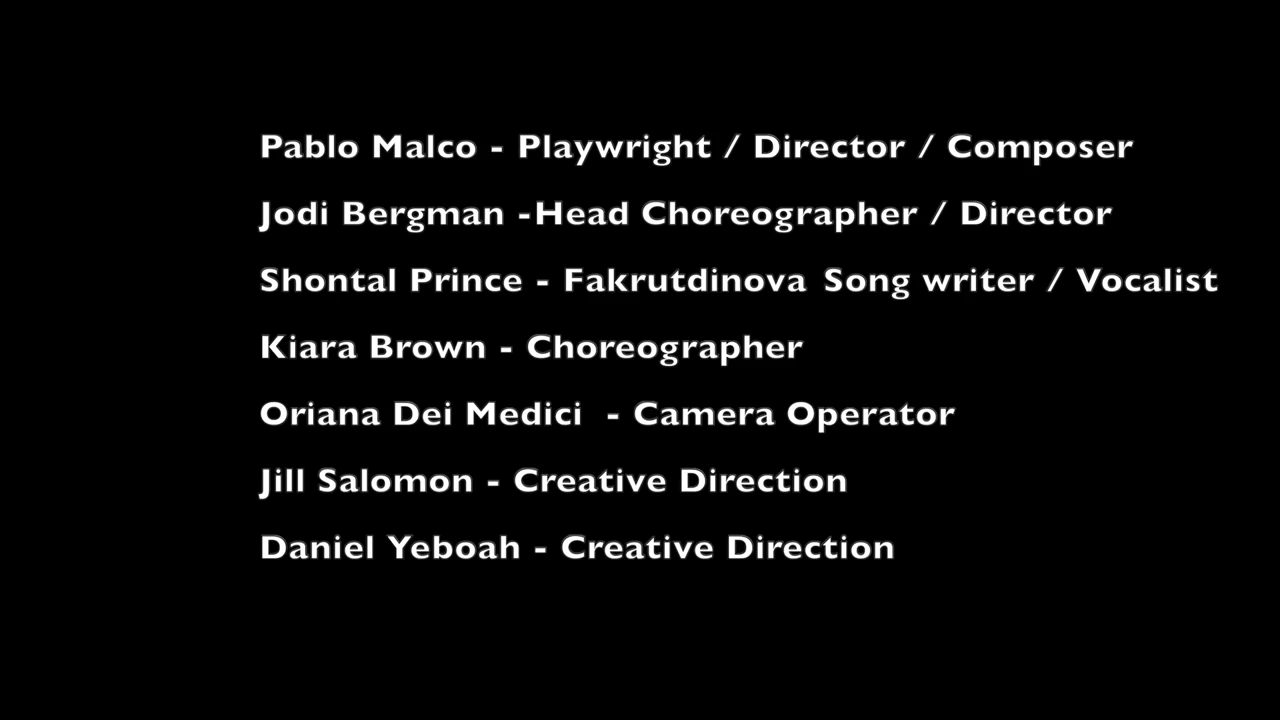 Pablo Malco - Playwright / Director / Composer
Jodi Bergman -Head Choreographer / Director
Shontal Prince - Fakrutdinova Song writer / Vocalist
Kiara Brown - Choreographer
Oriana Dei Medici - Camera Operator
Jill Salomon - Creative Direction
Daniel Yeboah - Creative Direction